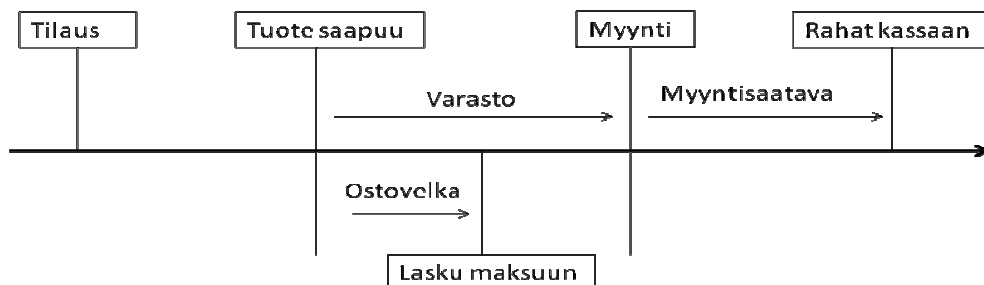 Tilaus
Tuote saapuu
Myynti
Rahat kassaan
Varasto
Myyntisaatava
Ostovelka
Lasku maksuun